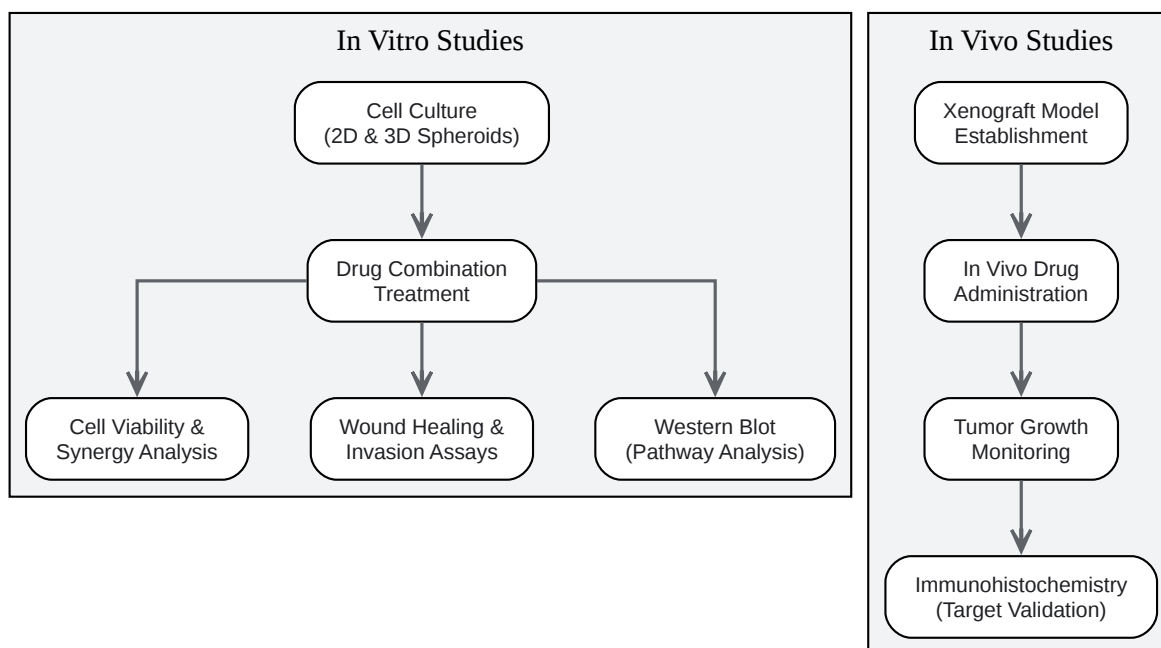 In Vitro Studies
Cell Culture
(2D & 3D Spheroids)
Drug Combination
Treatment
Cell Viability &
Synergy Analysis
Wound Healing &
Invasion Assays
Western Blot
(Pathway Analysis)
In Vivo Studies
Xenograft Model
Establishment
In Vivo Drug
Administration
Tumor Growth
Monitoring
Immunohistochemistry
(Target Validation)